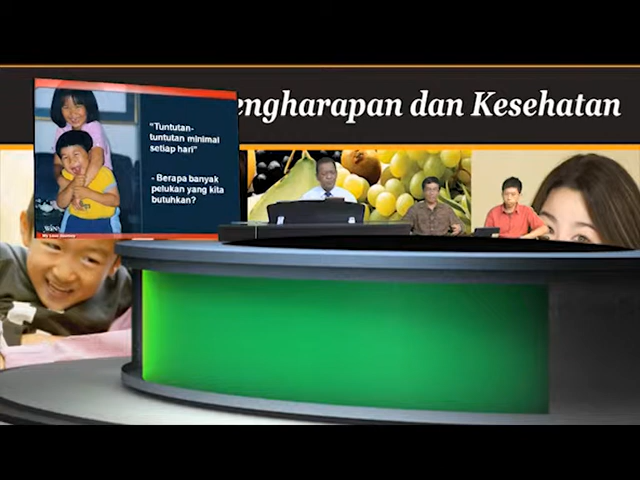 engharapan dan Kesehatan
"Tuntutan-
tuntutan minimal
setiap hari"
- Berapa banyak
pelukan yang kita
butuhkan?